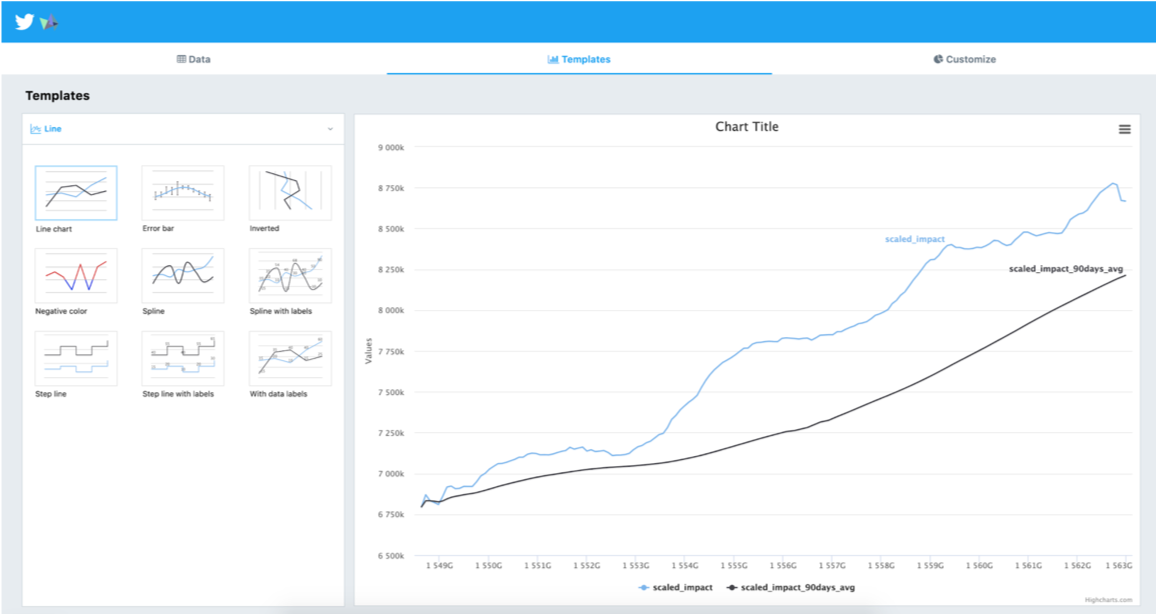 Data
Templates
Customize
Templates
Line
Line chart
Error bar
Inverted
Negative color
Spline
Spline with labels
Step line
Step line with labels
With data labels
Chart Title
9 000k
8 750k
8 500k
8 250k
8 000k
7 750k
7 500k
7 250k
7 000k
6 750k
6 500k
Values
scaled_impact
scaled_impact_90days_avg
1 549G 1 550G 1 551G 1 552G 1 553G 1 554G 1 555G 1 556G 1 557G 1 558G 1 559G 1 560G 1 561G 1 562G 1 563G
scaled_impact scaled_impact_90days_avg
Highcharts.com